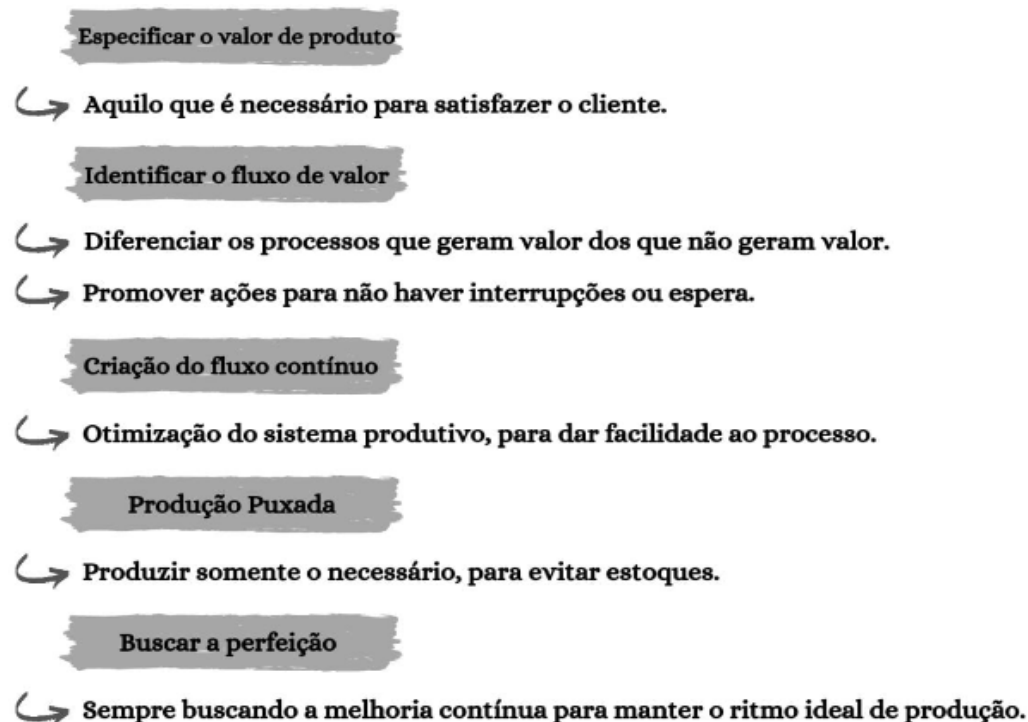 Especificar o valor de produto
Aquilo que é necessário para satisfazer o cliente.
Identificar o fluxo de valor
Diferenciar os processos que geram valor dos que não geram valor.
Promover ações para não haver interrupções ou espera.
Criação do fluxo contínuo
Otimização do sistema produtivo, para dar facilidade ao processo.
Produção Puxada
Produzir somente o necessário, para evitar estoques.
Buscar a perfeição
Sempre buscando a melhoria contínua para manter o ritmo ideal de produção.